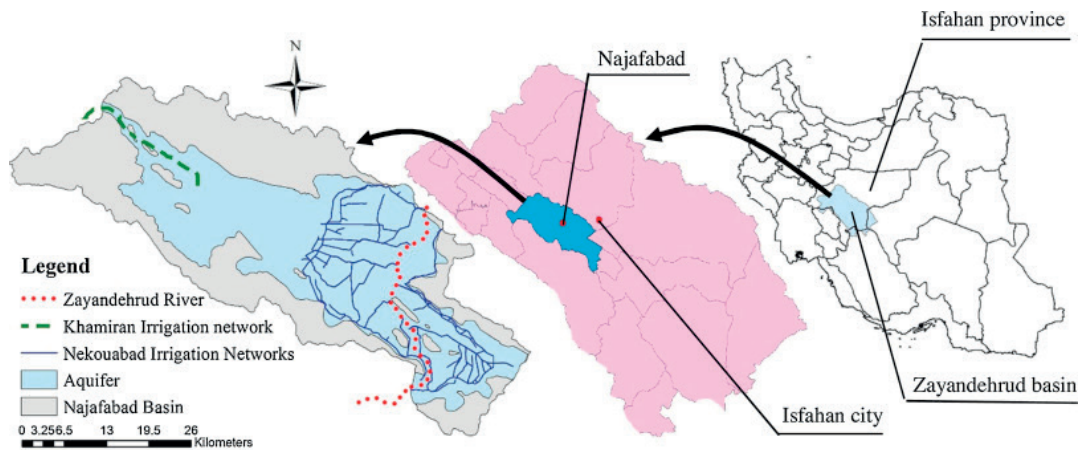 Isfahan province
N
Najafabad
Legend
Zayandehrud River
Khamiran Irrigation network
Nekouabad Irrigation Networks
Aquifer
Najafabad Basin
0 3.256.5 13 19.5 26
Kilometers
Isfahan city
Zayandehrud basin